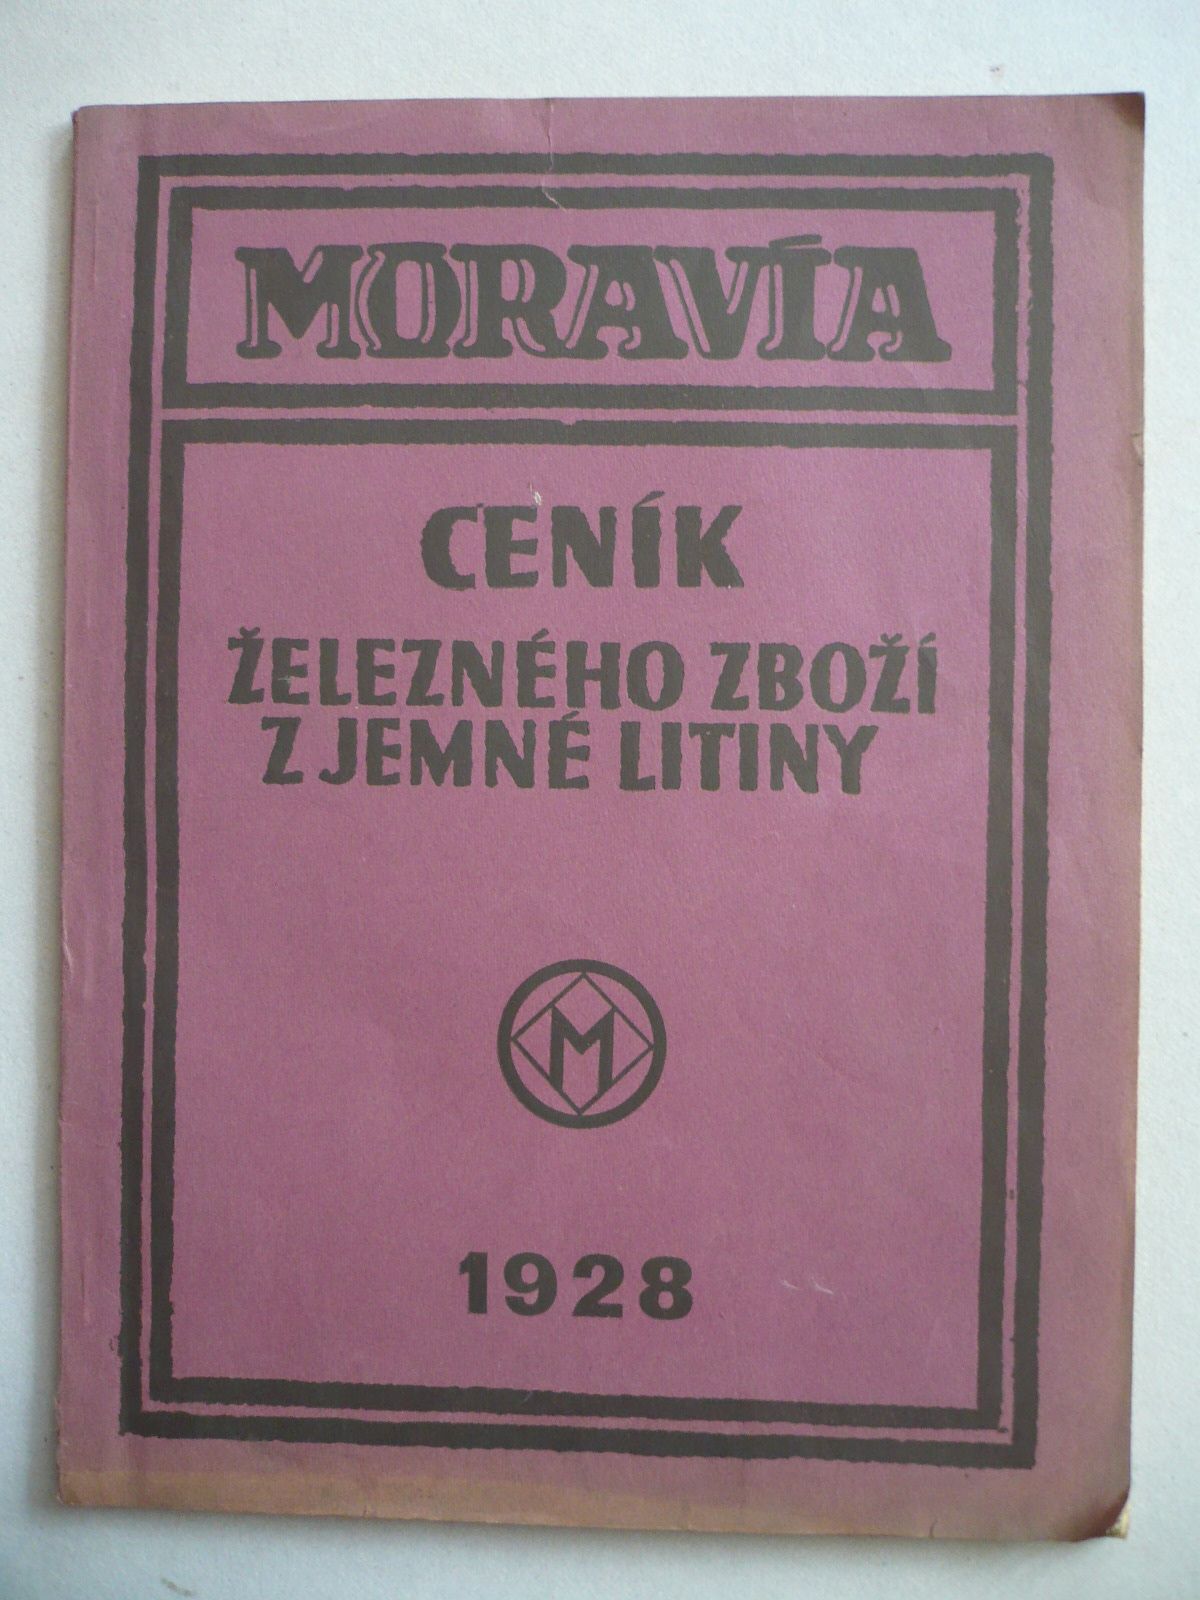 MORAVÍA
CENÍK
ŽELEZNÉHO ZBOŽÍ
Z JEMNÉ LITINY
M
1928